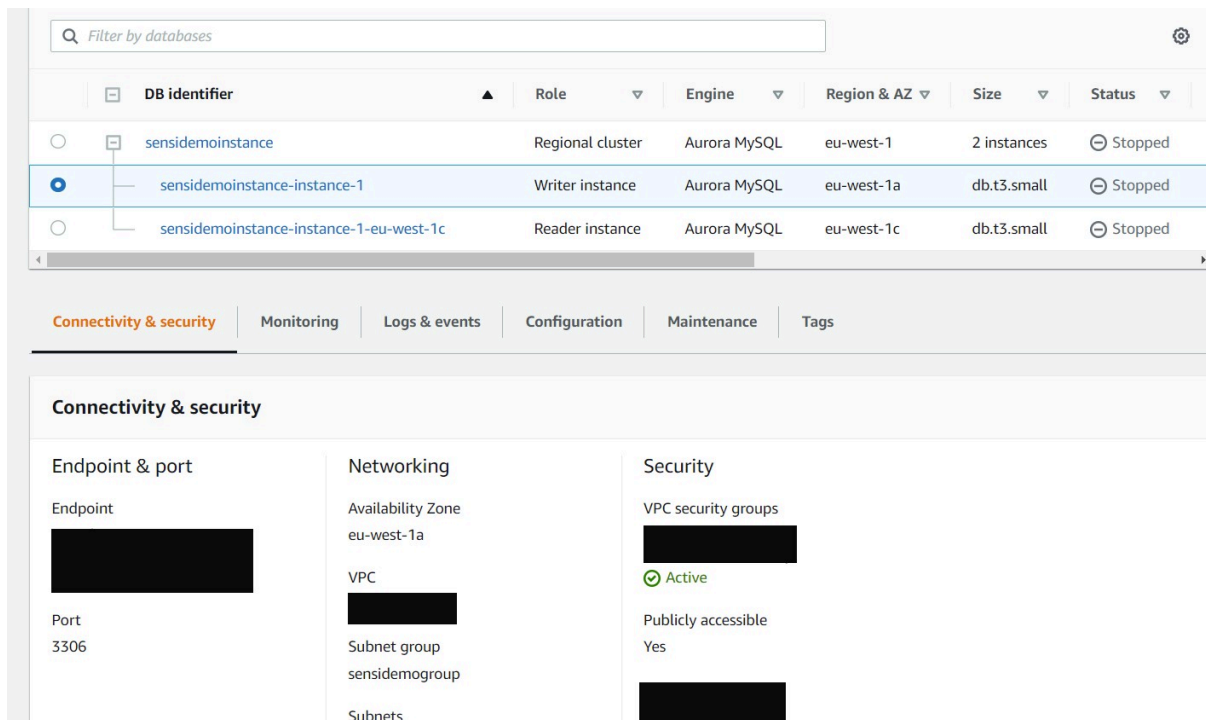 Filter by databases
DB identifier Role Engine Region & AZ Size Status
sensidemoinstance Regional cluster Aurora MySQL eu-west-1 2 instances Stopped
sensidemoinstance-instance-1 Writer instance Aurora MySQL eu-west-1a db.t3.small Stopped
sensidemoinstance-instance-1-eu-west-1c Reader instance Aurora MySQL eu-west-1c db.t3.small Stopped
Connectivity & security Monitoring Logs & events Configuration Maintenance Tags
Connectivity & security
Endpoint & port
Endpoint
Port
3306
Networking
Availability Zone
eu-west-1a
VPC
Subnet group
sensidemogroup
Subnets
Security
VPC security groups
Active
Publicly accessible
Yes